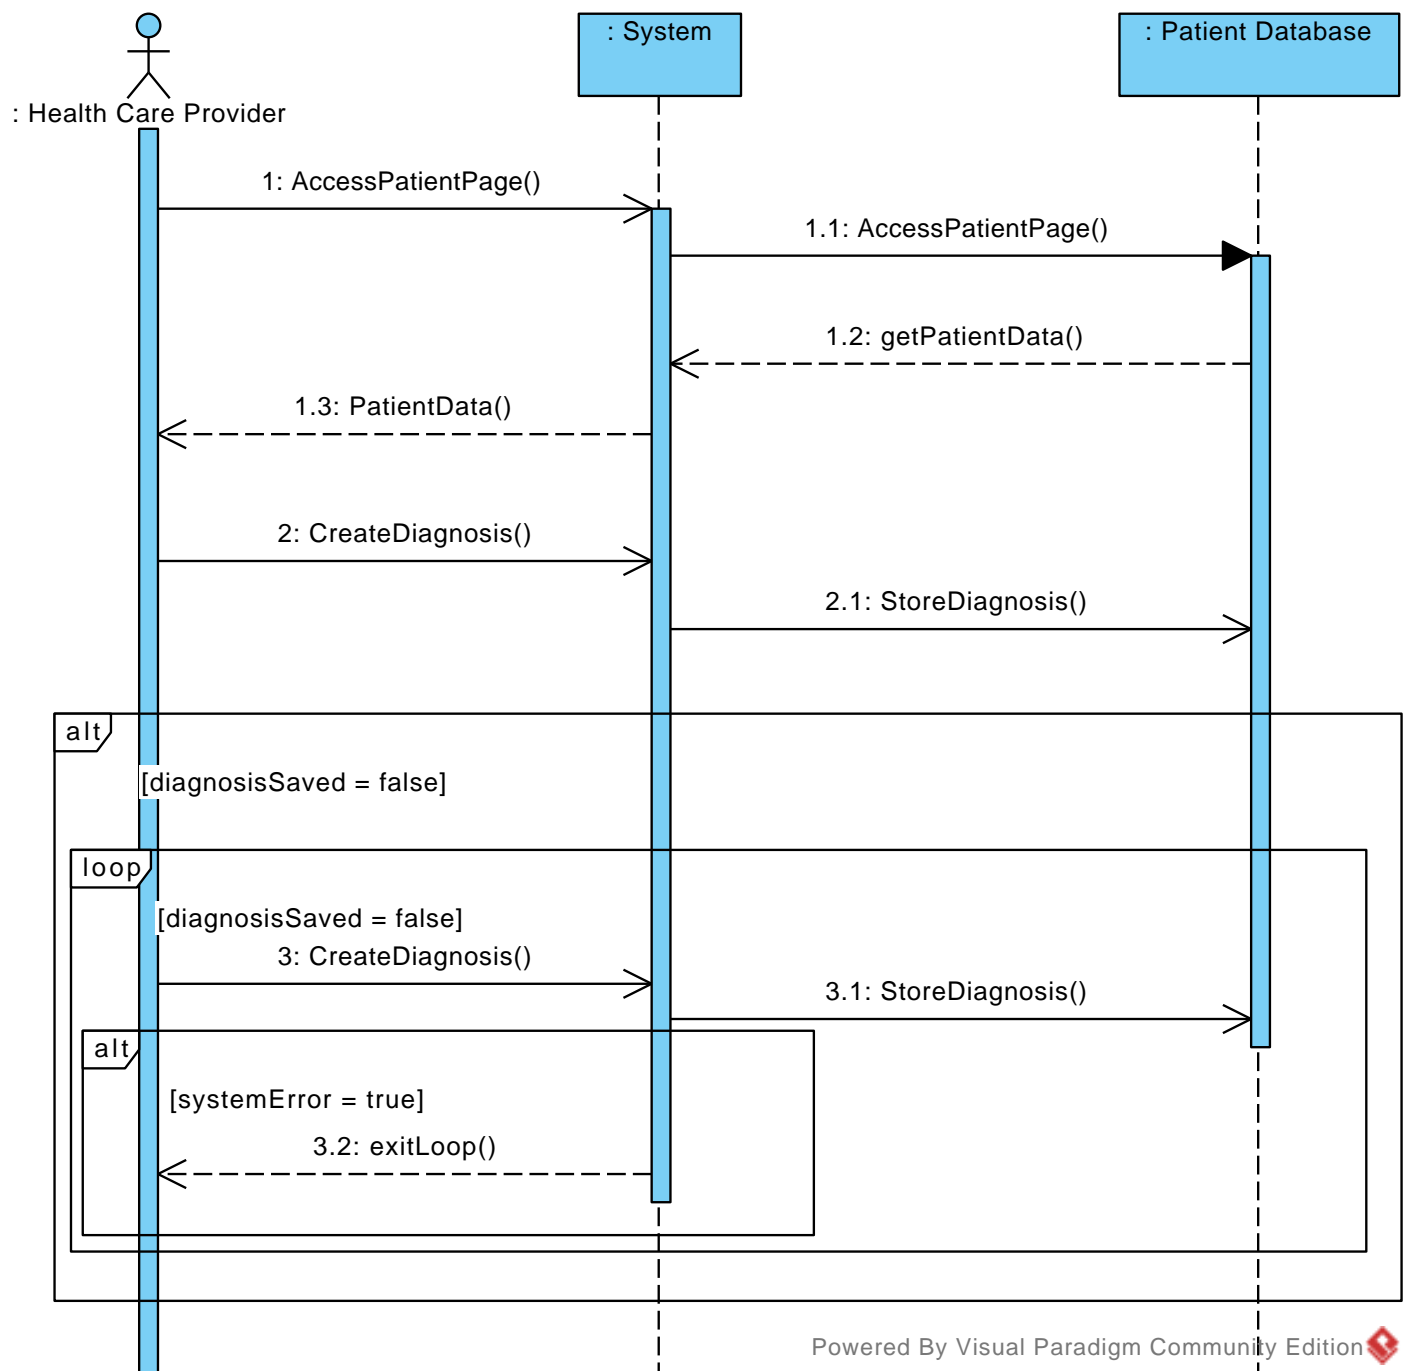 : System
: Patient Database
: Health Care Provider
1: AccessPatientPage()
1.1: AccessPatientPage()
1.2: getPatientData()
1.3: PatientData()
2: CreateDiagnosis()
2.1: StoreDiagnosis()
alt
[diagnosisSaved = false]
loop
[diagnosisSaved = false]
3: CreateDiagnosis()
3.1: StoreDiagnosis()
alt
[systemError = true]
3.2: exitLoop()
Powered By Visual Paradigm Community Edition